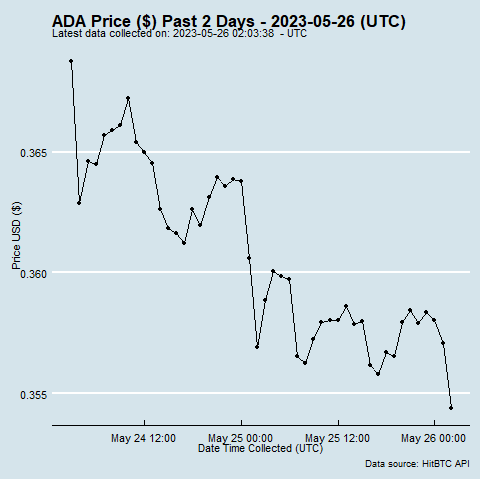 ADA Price ($) Past 2 Days - 2023-05-26 (UTC)
Latest data collected on: 2023-05-26 02:03:38 - UTC
0.365
0.360
0.355
Price USD ($)
May 24 12:00 May 25 00:00 May 25 12:00 May 26 00:00
Date Time Collected (UTC)
Data source: HitBTC API